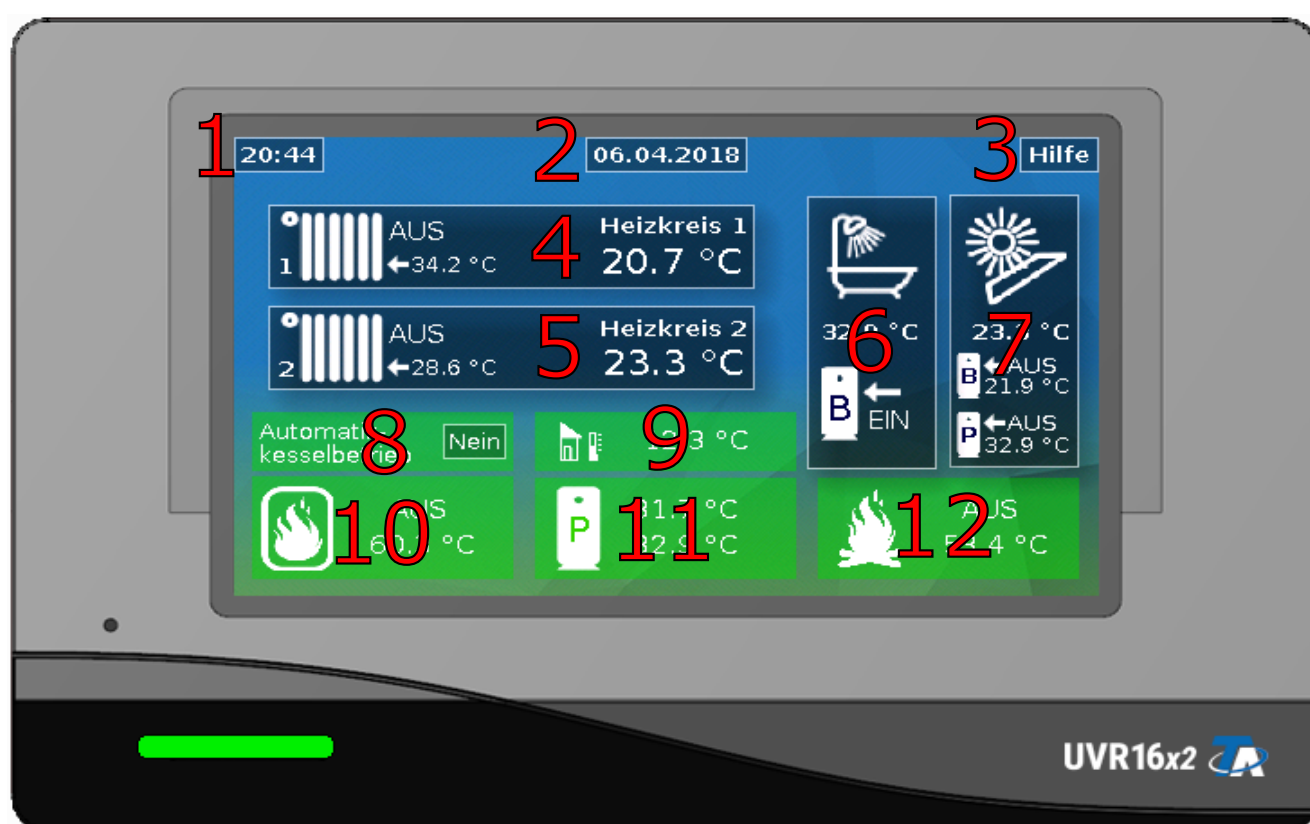 1
20:44
2
06.04.2018
3
Hilfe
1
AUS
34.2 °C
4
Heizkreis 1
20.7 °C
2
AUS
28.6 °C
5
Heizkreis 2
23.3 °C
6
°C
B
EIN
7
°C
B
AUS
21.9 °C
P
AUS
32.9 °C
8
kesselbetrieb
Nein
9
°C
10
°C
P
11
°C
°C
12
AUS
°C
UVR16x2 TA